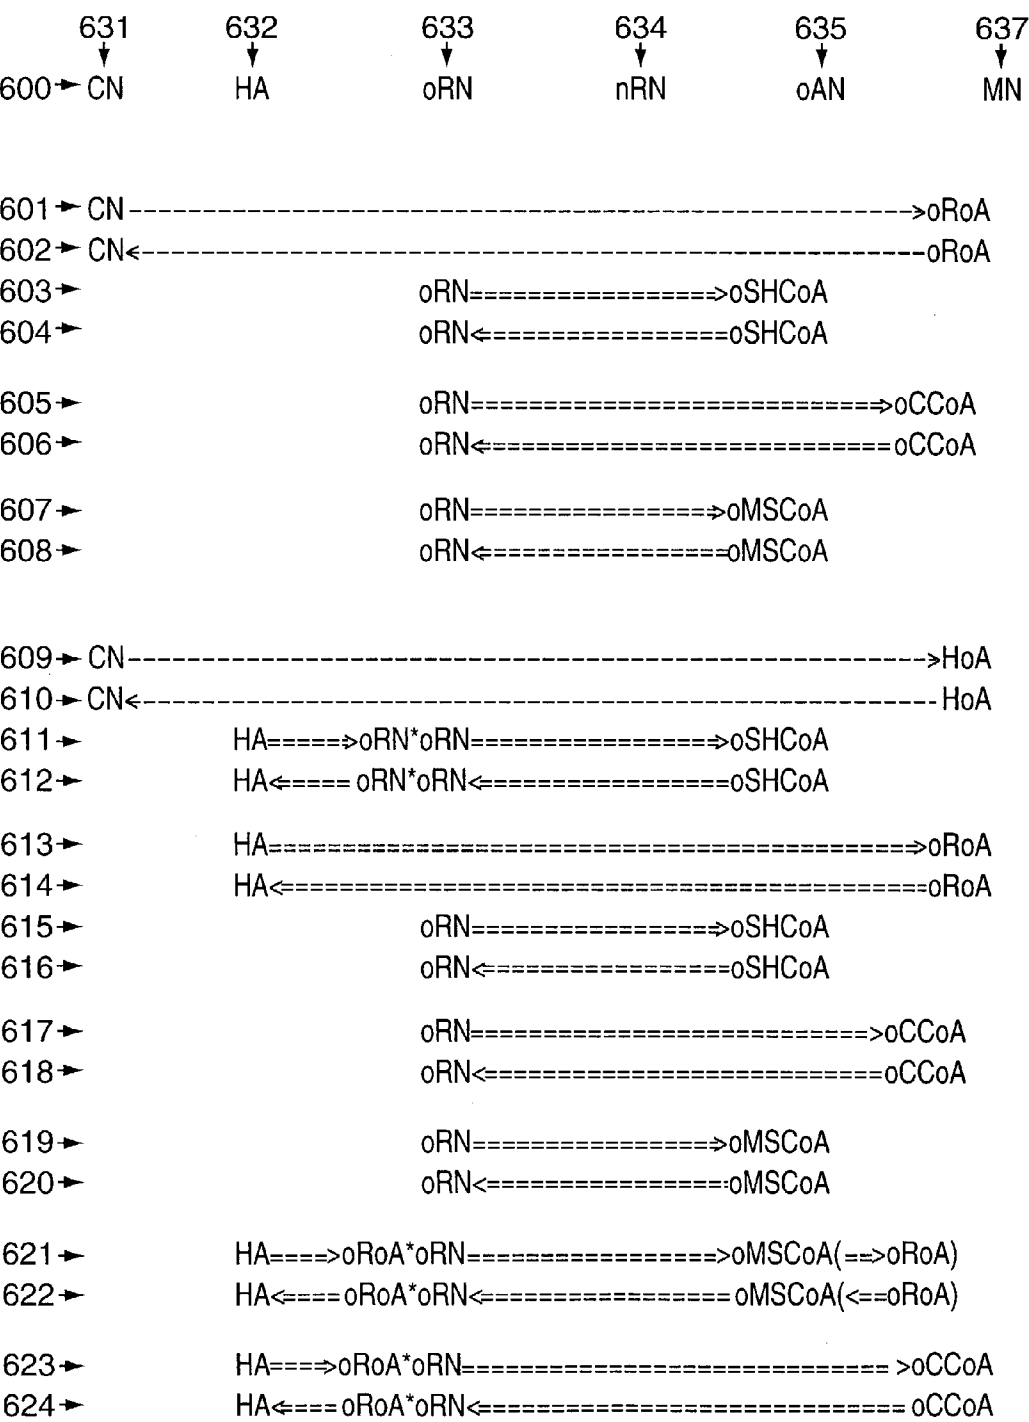 631 632 633 634 635 637
600 CN HA oRN nRN oAN MN
601 CN------------------------------------------------------>oRoA
602 CN<------------------------------------------------------oRoA
603 oRN================>oSHCoA
604 oRN<================oSHCoA
605 oRN===========================>oCCoA
606 oRN<===========================oCCoA
607 oRN================>oMSCoA
608 oRN<================oMSCoA
609 CN------------------------------------------------------->HoA
610 CN<-------------------------------------------------------HoA
611 HA=====>oRN*oRN================>oSHCoA
612 HA<===== oRN*oRN<================oSHCoA
613 HA===========================================>oRoA
614 HA<===========================================oRoA
615 oRN================>oSHCoA
616 oRN<================oSHCoA
617 oRN==========================>oCCoA
618 oRN<==========================oCCoA
619 oRN================>oMSCoA
620 oRN<================oMSCoA
621 HA====>oRoA*oRN================>oMSCoA(==>oRoA)
622 HA<==== oRoA*oRN<================ oMSCoA(<==oRoA)
623 HA====>oRoA*oRN============================ >oCCoA
624 HA<==== oRoA*oRN<============================ oCCoA